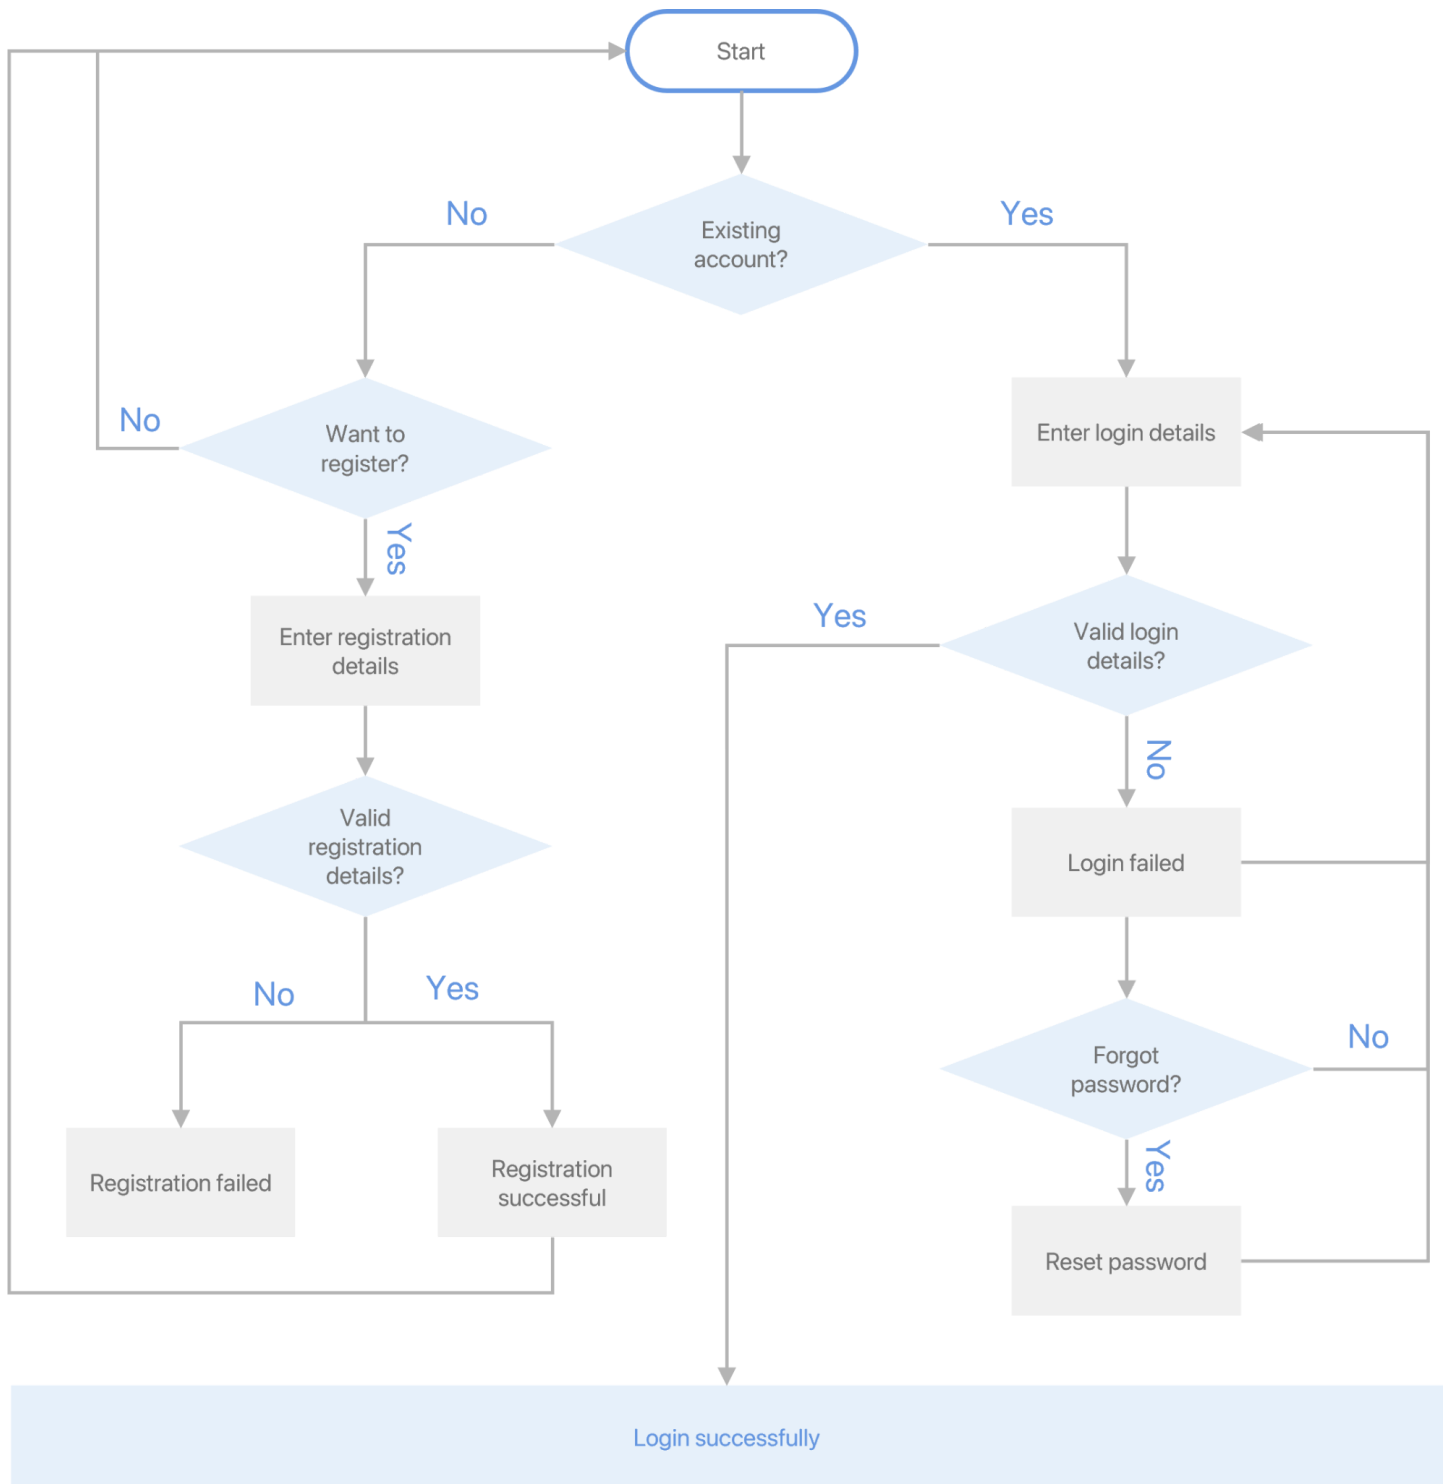 Start
No
Yes
Existing
account?
No
Want to
register?
Enter login details
Yes
Enter registration
details
Yes
Valid login
details?
No
Valid
registration
details?
Login failed
No
Yes
Forgot
password?
No
Registration failed
Registration
successful
Yes
Reset password
Login successfully